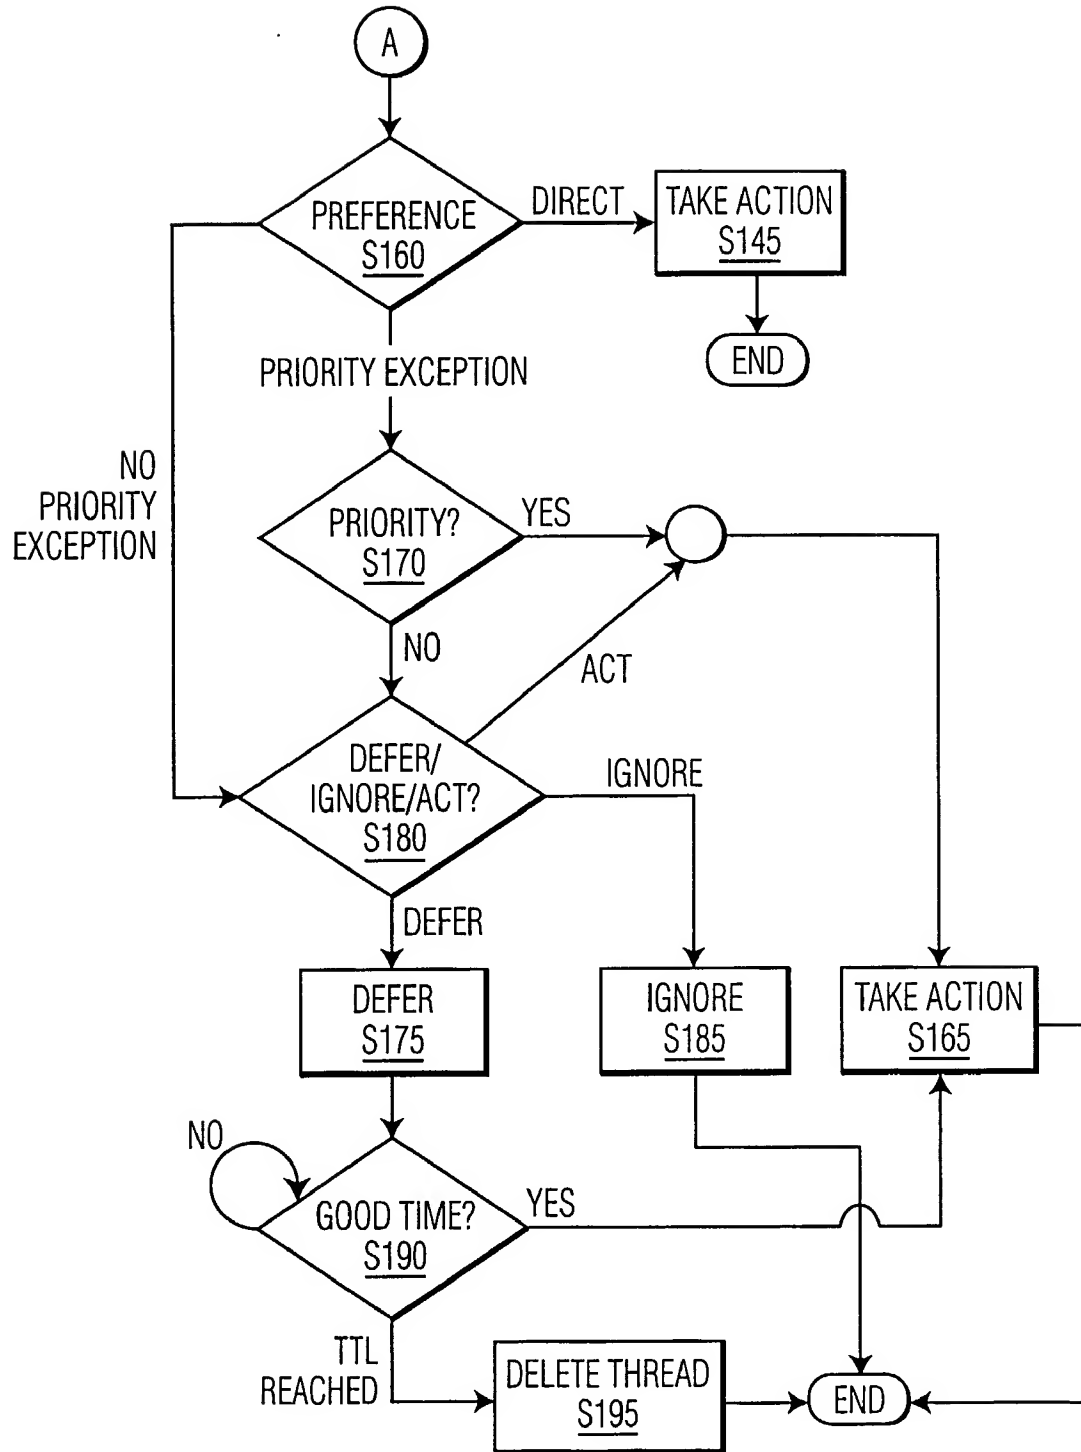 A
PREFERENCE
S160
DIRECT
TAKE ACTION
S145
END
PRIORITY EXCEPTION
NO
PRIORITY
EXCEPTION
PRIORITY?
S170
YES
NO
ACT
DEFER/
IGNORE/ACT?
S180
IGNORE
DEFER
DEFER
S175
IGNORE
S185
TAKE ACTION
S165
NO
GOOD TIME?
S190
YES
TTL
REACHED
DELETE THREAD
S195
END